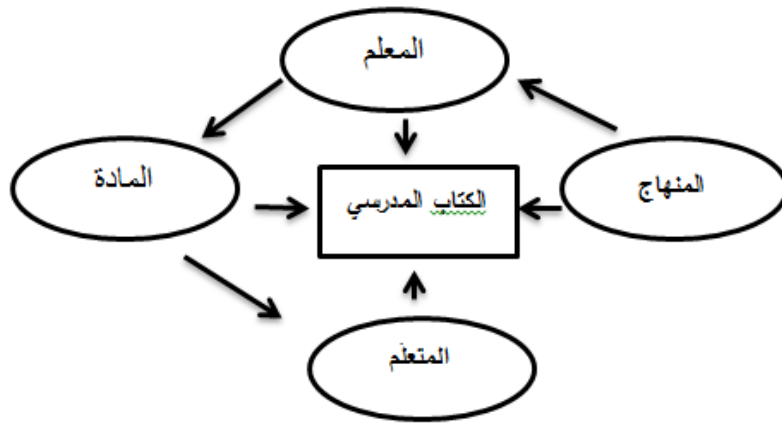 المعلم
المنهاج
الكتاب المدرسي
المادة
المتعلّم